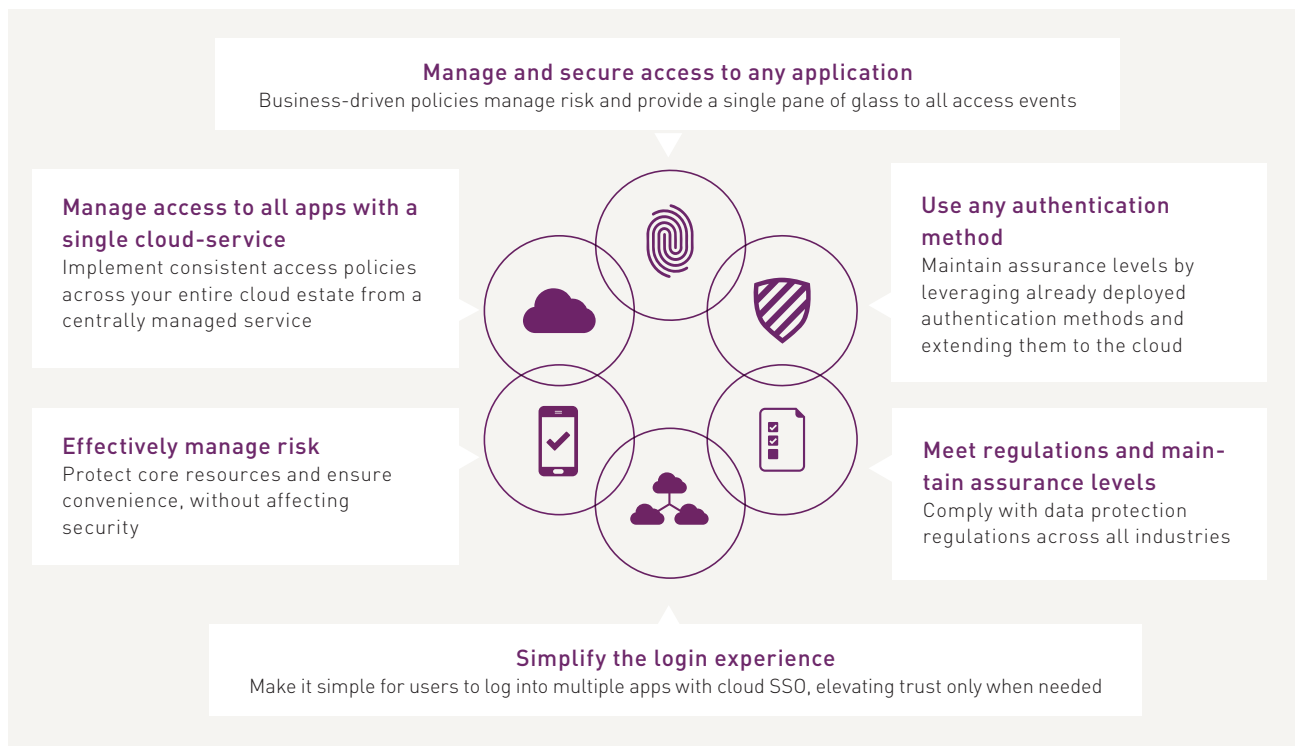 Manage and secure access to any application
Business-driven policies manage risk and provide a single pane of glass to all access events
Manage access to all apps with a
single cloud-service
Implement consistent access policies
across your entire cloud estate from a
centrally managed service
Use any authentication
method
Maintain assurance levels by
leveraging already deployed
authentication methods and
extending them to the cloud
Effectively manage risk
Protect core resources and ensure
convenience, without affecting
security
Meet regulations and main-
tain assurance levels
Comply with data protection
regulations across all industries
Simplify the login experience
Make it simple for users to log into multiple apps with cloud SSO, elevating trust only when needed